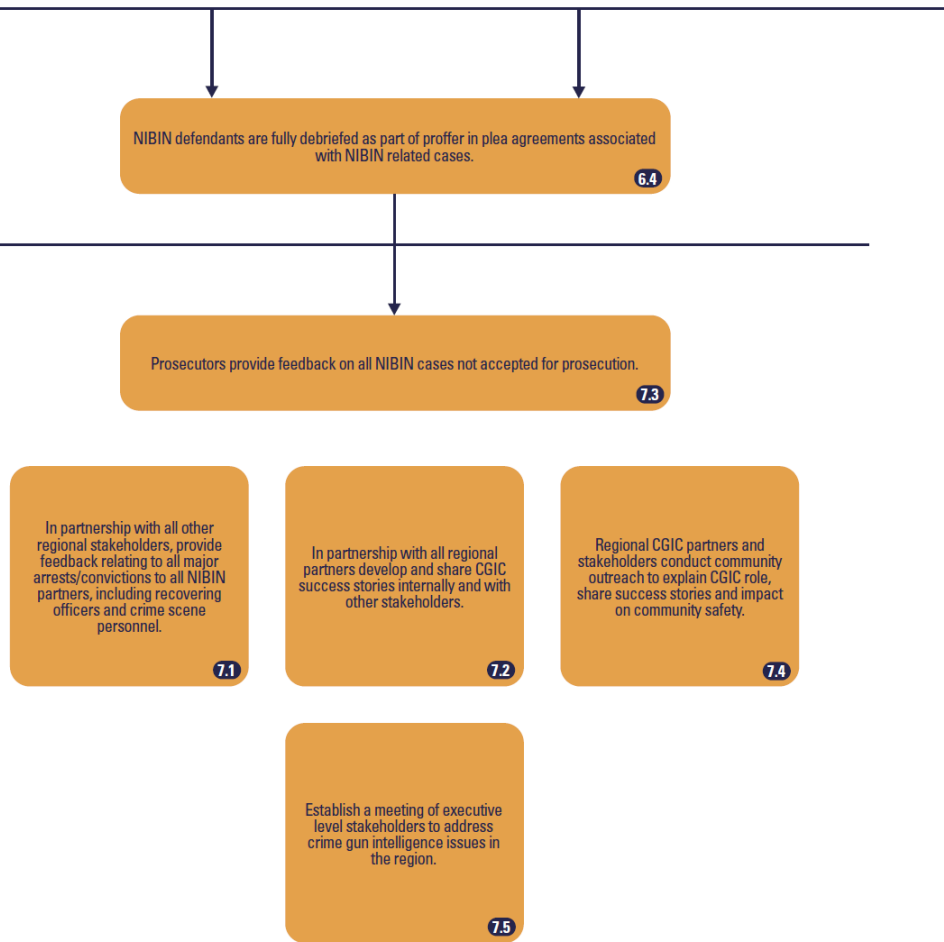 NIBIN defendants are fully debriefed as part of proffer in plea agreements associated
with NIBIN related cases.
6.4
Prosecutors provide feedback on all NIBIN cases not accepted for prosecution.
7.3
In partnership with all other
regional stakeholders, provide
feedback relating to all major
arrests/convictions to all NIBIN
partners, including recovering
officers and crime scene
personnel.
7.1
In partnership with all regional
partners develop and share CGIC
success stories internally and with
other stakeholders.
7.2
Regional CGIC partners and
stakeholders conduct community
outreach to explain CGIC role,
share success stories and impact
on community safety.
7.4
Establish a meeting of executive
level stakeholders to address
crime gun intelligence issues in
the region.
7.5